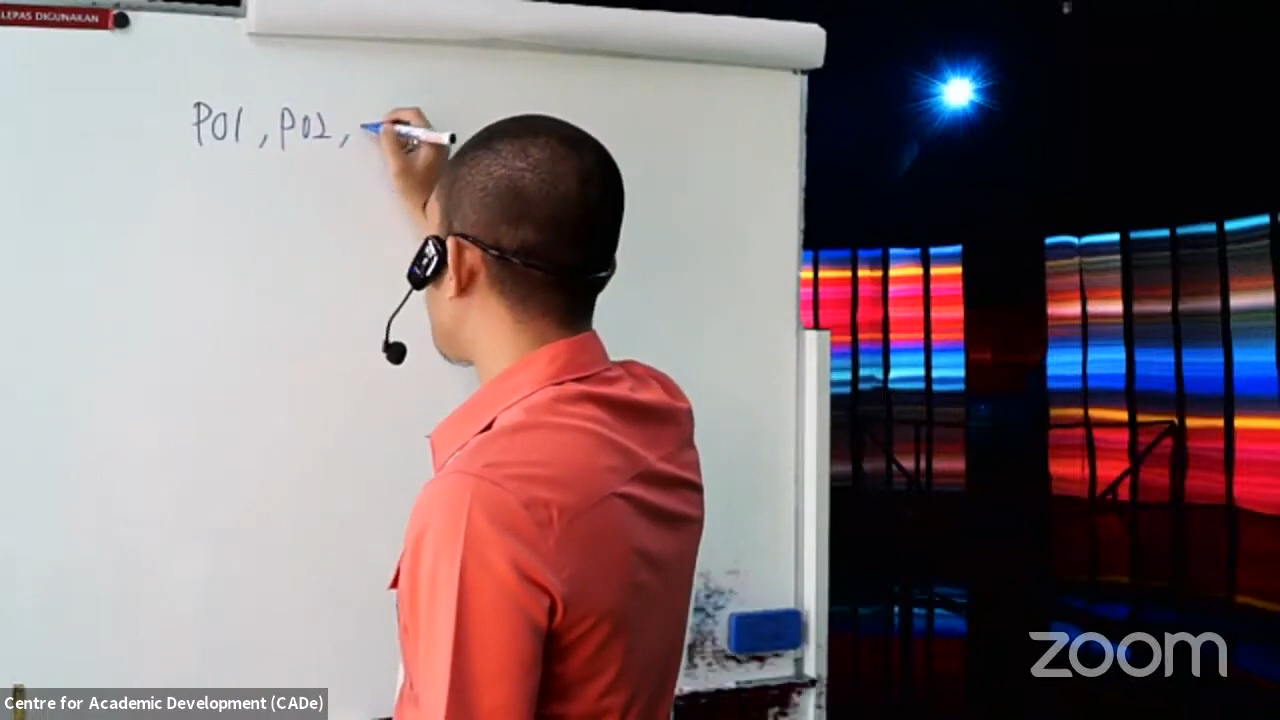 LEPAS DIGUNAKAN
PO1, PO2,
zoom
Centre for Academic Development (CADe)